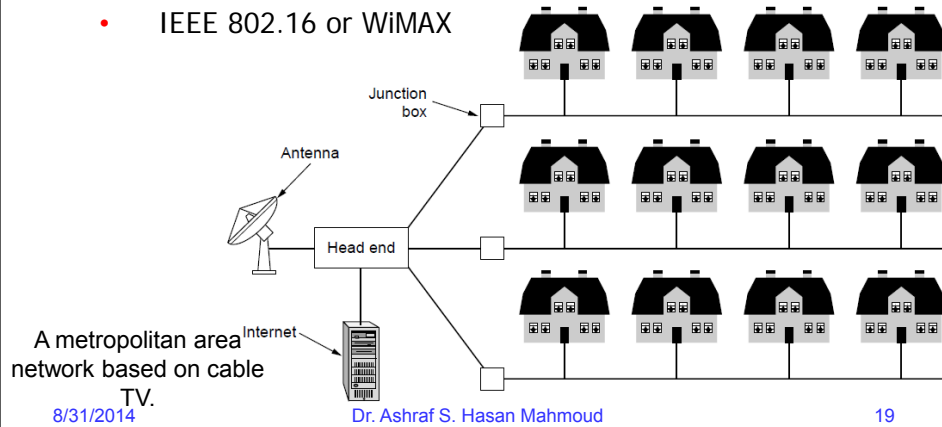 • IEEE 802.16 or WiMAX
Junction
box
Antenna
Head end
Internet
A metropolitan area
network based on cable
TV.
8/31/2014
Dr. Ashraf S. Hasan Mahmoud
19